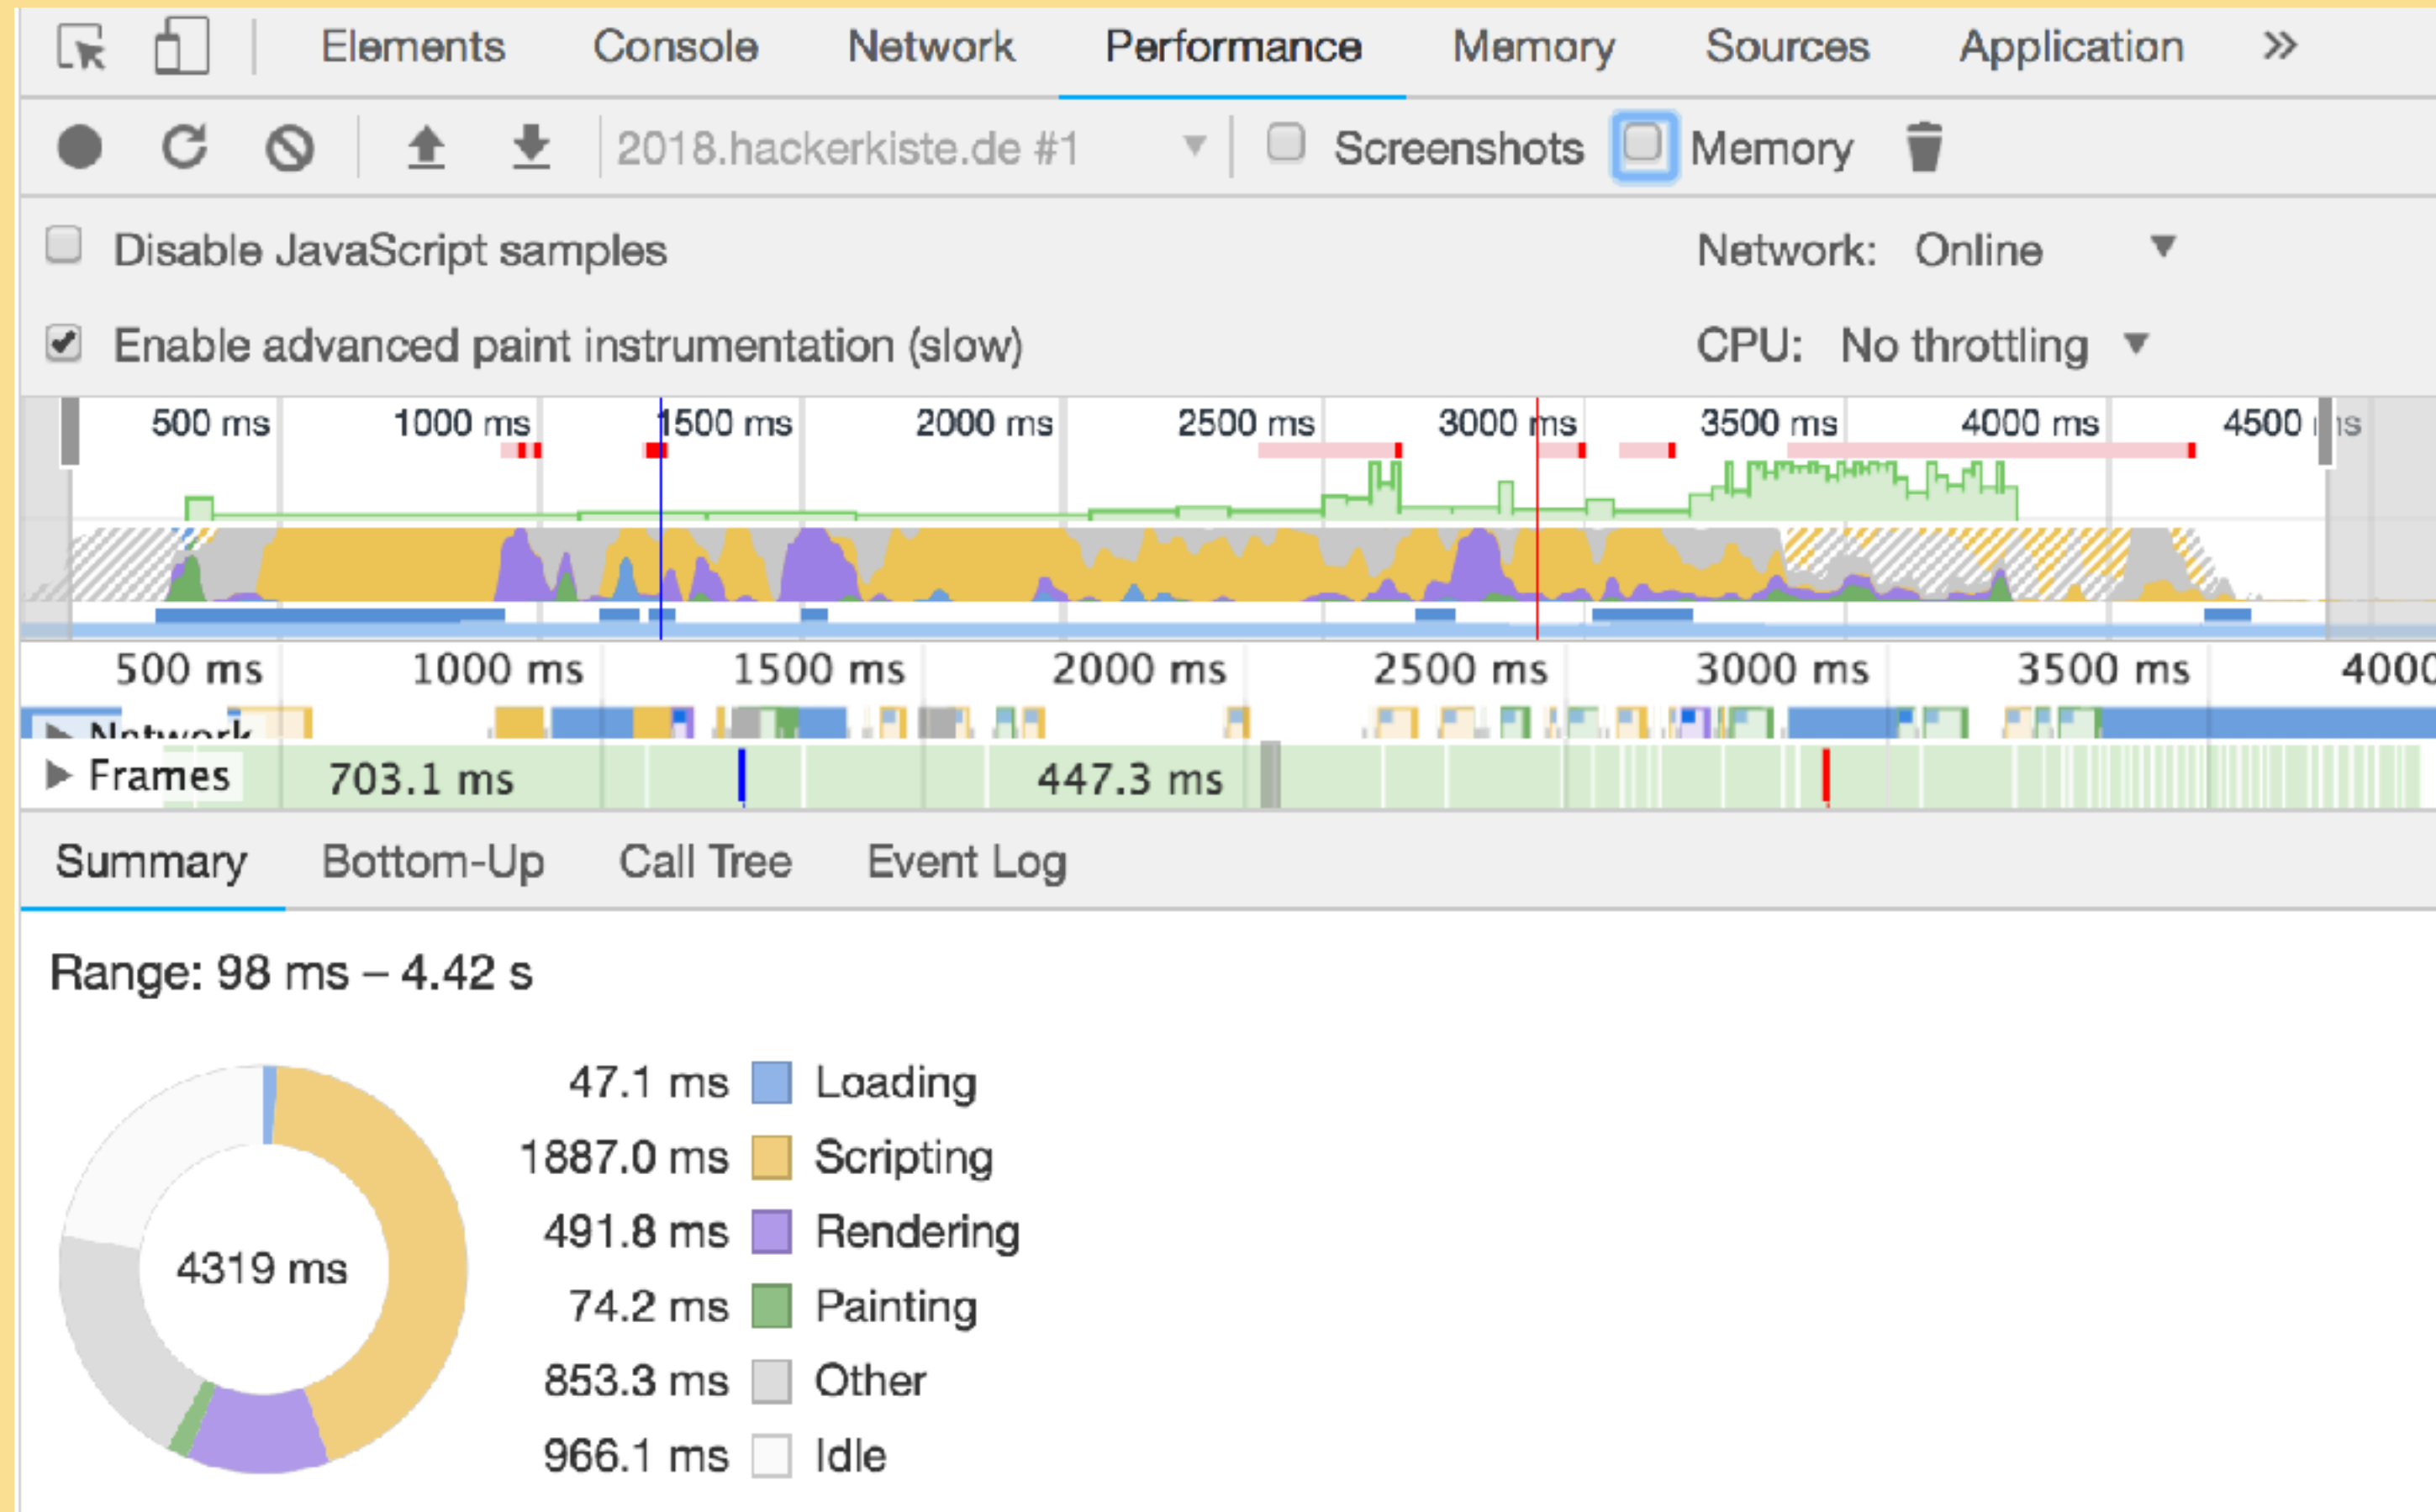 Elements Console Network Performance Memory Sources Application »
2018.hackerkiste.de #1 Screenshots Memory
Disable JavaScript samples Network: Online
Enable advanced paint instrumentation (slow) CPU: No throttling
500 ms 1000 ms 1500 ms 2000 ms 2500 ms 3000 ms 3500 ms 4000 ms 4500 ms
500 ms 1000 ms 1500 ms 2000 ms 2500 ms 3000 ms 3500 ms 4000
Network
Frames 703.1 ms 447.3 ms
Summary Bottom-Up Call Tree Event Log
Range: 98 ms – 4.42 s
47.1 ms Loading
1887.0 ms Scripting
491.8 ms Rendering
4319 ms
74.2 ms Painting
853.3 ms Other
966.1 ms Idle